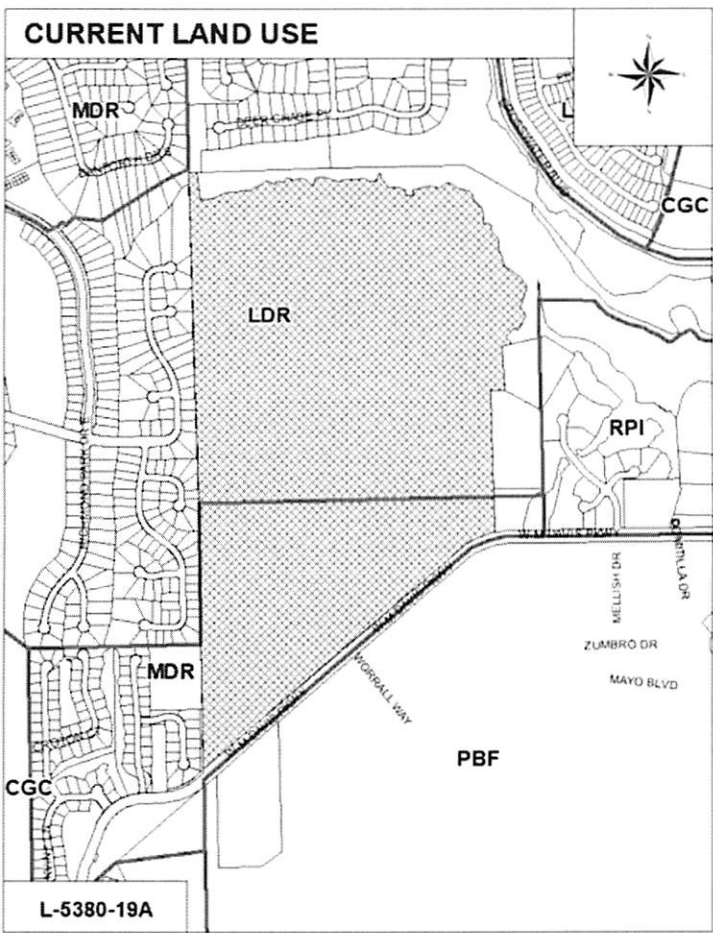 CURRENT LAND USE
MDR
L
CGC
LDR
RPI
MELLISH DR
ZUMBRO DR
MAYO BLVD
MDR
WORRALL WAY
PBF
CGC
L-5380-19A